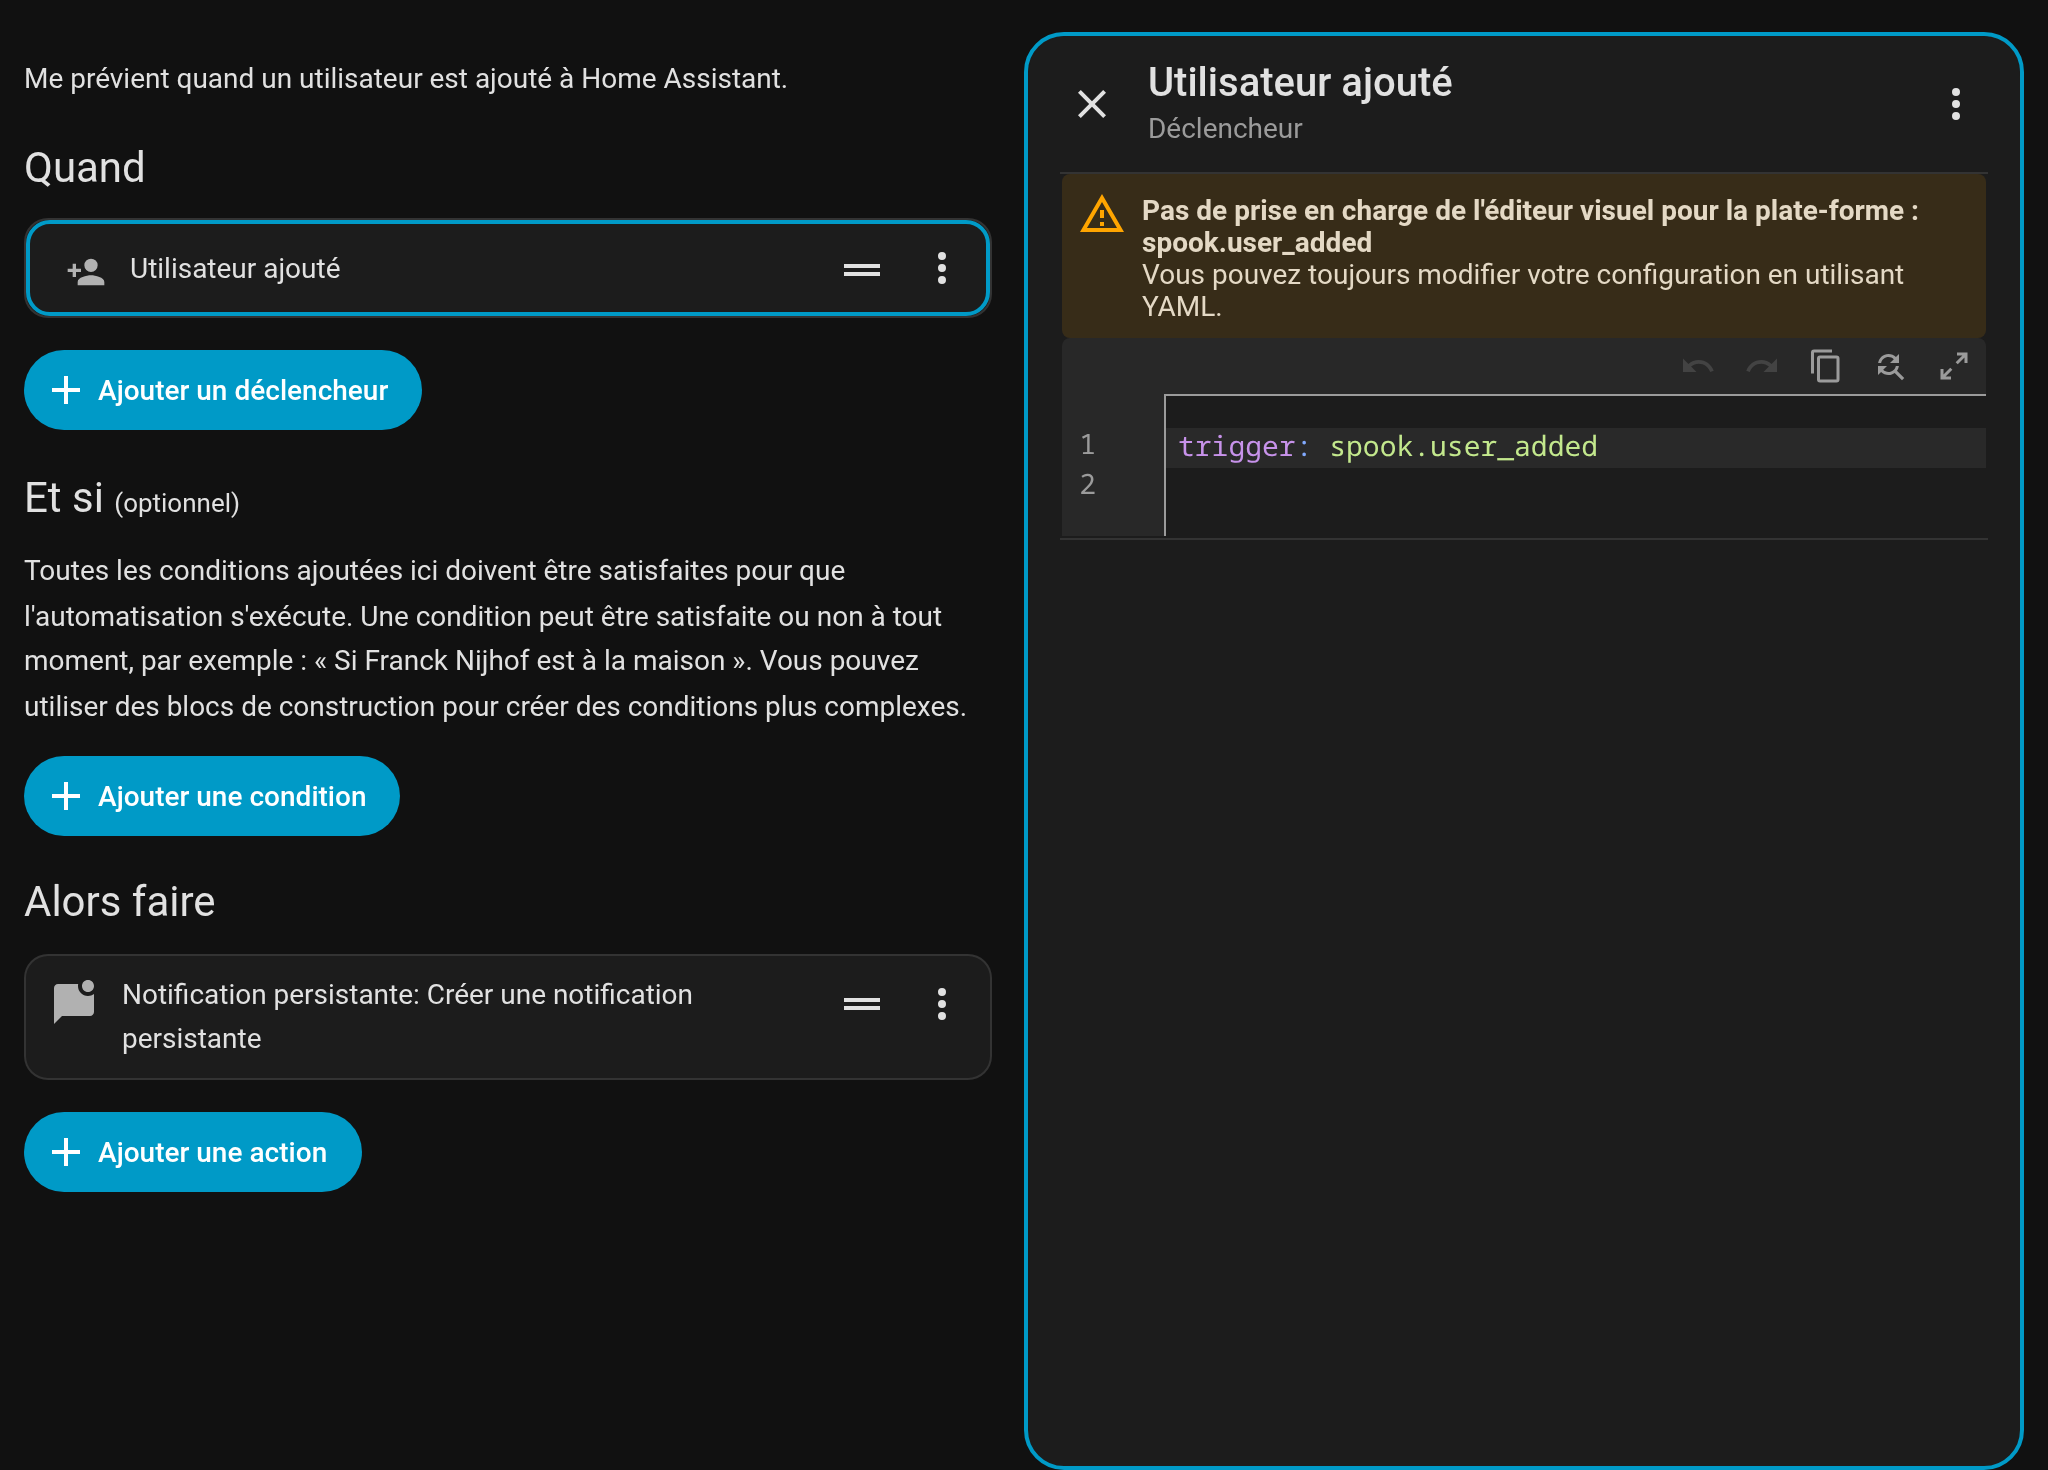 Me prévient quand un utilisateur est ajouté à Home Assistant.
Quand
Utilisateur ajouté
Ajouter un déclencheur
Et si (optionnel)
Toutes les conditions ajoutées ici doivent être satisfaites pour que
l'automatisation s'exécute. Une condition peut être satisfaite ou non à tout
moment, par exemple : « Si Franck Nijhof est à la maison ». Vous pouvez
utiliser des blocs de construction pour créer des conditions plus complexes.
Ajouter une condition
Alors faire
Notification persistante: Créer une notification
persistante
Ajouter une action
Utilisateur ajouté
Déclencheur
Pas de prise en charge de l'éditeur visuel pour la plate-forme :
spook.user_added
Vous pouvez toujours modifier votre configuration en utilisant
YAML.
1 trigger: spook.user_added
2